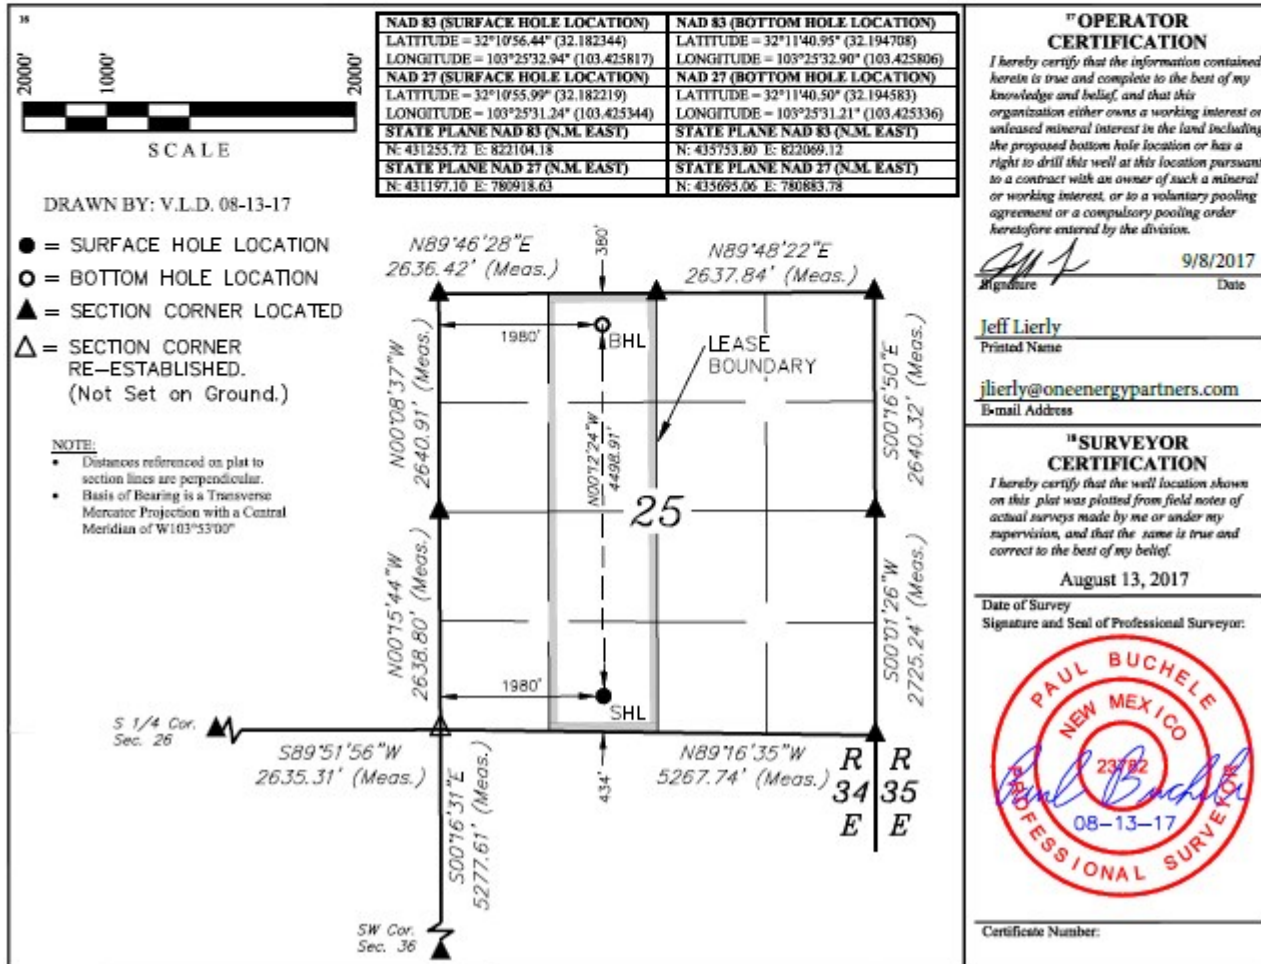 16
2000'
1000'
2000'
SCALE
DRAWN BY: V.L.D. 08-13-17
= SURFACE HOLE LOCATION
= BOTTOM HOLE LOCATION
= SECTION CORNER LOCATED
= SECTION CORNER
RE-ESTABLISHED.
(Not Set on Ground.)
NOTE:
• Distances referenced on plat to
section lines are perpendicular.
• Basis of Bearing is a Transverse
Mercator Projection with a Central
Meridian of W103°53'00"
NAD 83 (SURFACE HOLE LOCATION)
LATITUDE = 32°10'56.44" (32.182344)
LONGITUDE = 103°25'32.94" (103.425817)
NAD 27 (SURFACE HOLE LOCATION)
LATITUDE = 32°10'55.99" (32.182219)
LONGITUDE = 103°25'31.24" (103.425344)
STATE PLANE NAD 83 (N.M. EAST)
N: 431255.72 E: 822104.18
STATE PLANE NAD 27 (N.M. EAST)
N: 431197.10 E: 780918.63
NAD 83 (BOTTOM HOLE LOCATION)
LATITUDE = 32°11'40.95" (32.194708)
LONGITUDE = 103°25'32.90" (103.425806)
NAD 27 (BOTTOM HOLE LOCATION)
LATITUDE = 32°11'40.50" (32.194583)
LONGITUDE = 103°25'31.21" (103.425336)
STATE PLANE NAD 83 (N.M. EAST)
N: 435753.80 E: 822069.12
STATE PLANE NAD 27 (N.M. EAST)
N: 435695.06 E: 780883.78
N89°46'28"E
2636.42' (Meas.)
380'
N89°48'22"E
2637.84' (Meas.)
1980'
BHL
LEASE
BOUNDARY
N00°08'37"W
2640.91' (Meas.)
N00°12'24"W
4498.91'
S00°16'50"E
2640.32' (Meas.)
25
N00°15'44"W
2638.80' (Meas.)
S00°01'26"W
2725.24' (Meas.)
1980'
SHL
S 1/4 Cor.
Sec. 26
S89°51'56"W
2635.31' (Meas.)
434'
N89°16'35"W
5267.74' (Meas.)
R R
34 35
E E
S00°16'31"E
5277.61' (Meas.)
SW Cor.
Sec. 36
17 OPERATOR
CERTIFICATION
I hereby certify that the information contained
herein is true and complete to the best of my
knowledge and belief, and that this
organization either owns a working interest or
unleased mineral interest in the land including
the proposed bottom hole location or has a
right to drill this well at this location pursuant
to a contract with an owner of such a mineral
or working interest, or to a voluntary pooling
agreement or a compulsory pooling order
heretofore entered by the division.
9/8/2017
Signature Date
Jeff Lierly
Printed Name
jlierly@oneenergypartners.com
E-mail Address
18 SURVEYOR
CERTIFICATION
I hereby certify that the well location shown
on this plat was plotted from field notes of
actual surveys made by me or under my
supervision, and that the same is true and
correct to the best of my belief.
August 13, 2017
Date of Survey
Signature and Seal of Professional Surveyor:
PAUL BUCHELE
NEW MEXICO
23782
Paul Buchele
08-13-17
PROFESSIONAL SURVEYOR
Certificate Number: